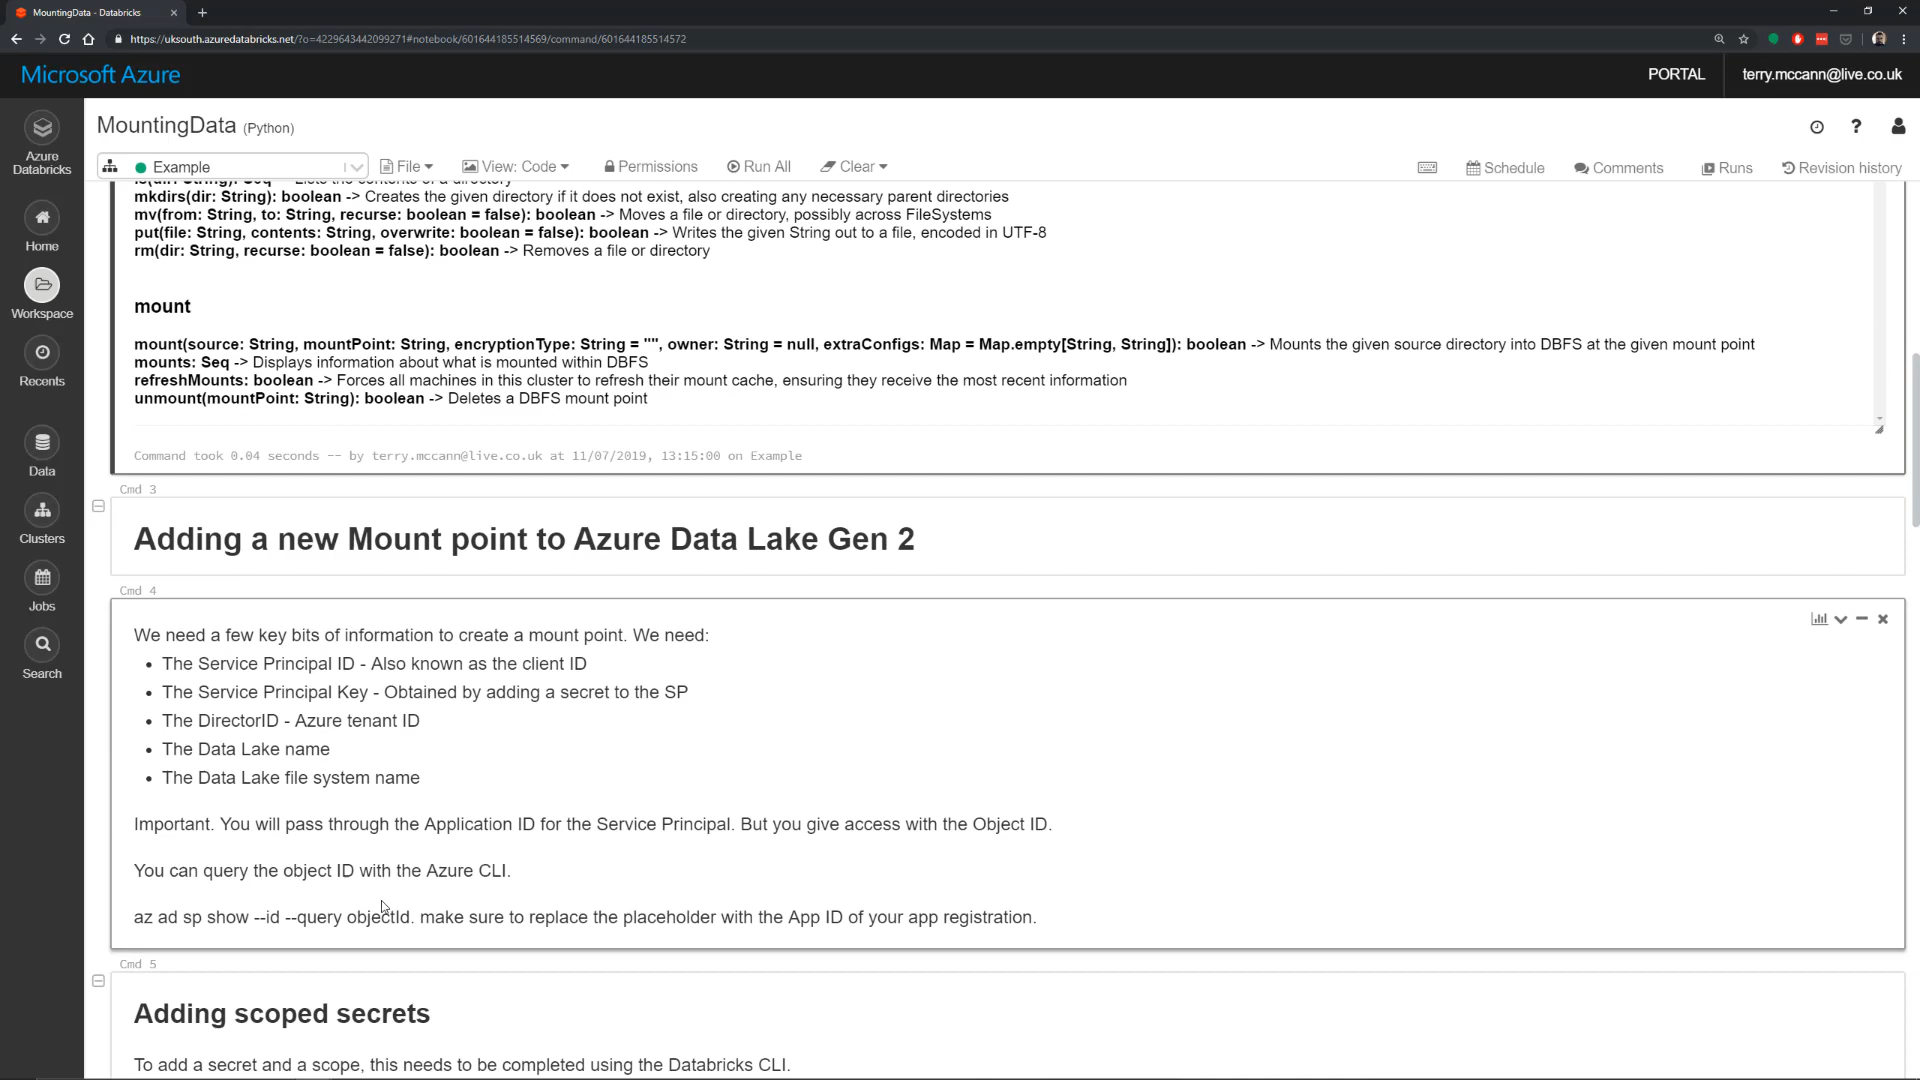 MountingData - Databricks
https://uksouth.azuredatabricks.net/?o=4229643442099271#notebook/601644185514569/command/601644185514572
Microsoft Azure
PORTAL
terry.mccann@live.co.uk
MountingData (Python)
Example
File
View: Code
Permissions
Run All
Clear
Schedule
Comments
Runs
Revision history
Azure
Databricks
Home
Workspace
Recents
Data
Clusters
Jobs
Search
ls(dir: String): Seq -> Lists the contents of a directory
mkdirs(dir: String): boolean -> Creates the given directory if it does not exist, also creating any necessary parent directories
mv(from: String, to: String, recurse: boolean = false): boolean -> Moves a file or directory, possibly across FileSystems
put(file: String, contents: String, overwrite: boolean = false): boolean -> Writes the given String out to a file, encoded in UTF-8
rm(dir: String, recurse: boolean = false): boolean -> Removes a file or directory
mount
mount(source: String, mountPoint: String, encryptionType: String = "", owner: String = null, extraConfigs: Map = Map.empty[String, String]): boolean -> Mounts the given source directory into DBFS at the given mount point
mounts: Seq -> Displays information about what is mounted within DBFS
refreshMounts: boolean -> Forces all machines in this cluster to refresh their mount cache, ensuring they receive the most recent information
unmount(mountPoint: String): boolean -> Deletes a DBFS mount point
Command took 0.04 seconds -- by terry.mccann@live.co.uk at 11/07/2019, 13:15:00 on Example
Cmd 3
Adding a new Mount point to Azure Data Lake Gen 2
Cmd 4
We need a few key bits of information to create a mount point. We need:
• The Service Principal ID - Also known as the client ID
• The Service Principal Key - Obtained by adding a secret to the SP
• The DirectorID - Azure tenant ID
• The Data Lake name
• The Data Lake file system name
Important. You will pass through the Application ID for the Service Principal. But you give access with the Object ID.
You can query the object ID with the Azure CLI.
az ad sp show --id --query objectId. make sure to replace the placeholder with the App ID of your app registration.
Cmd 5
Adding scoped secrets
To add a secret and a scope, this needs to be completed using the Databricks CLI.